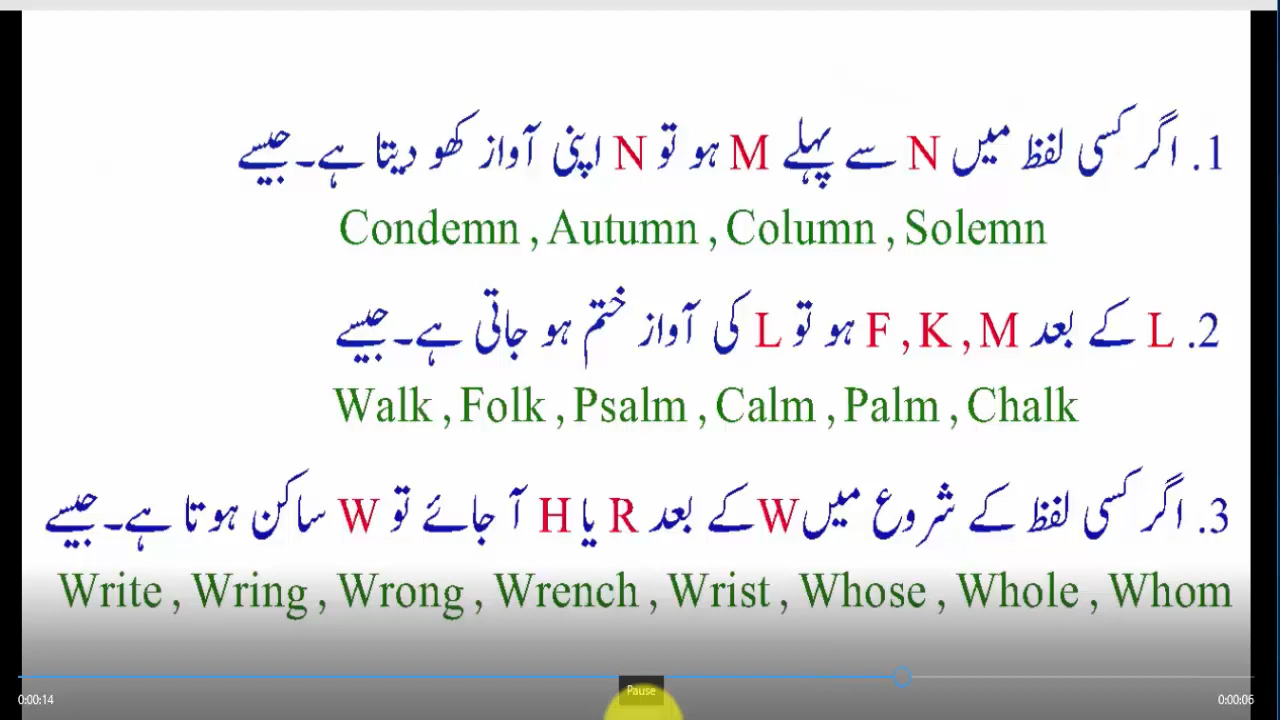 1. اگر کسی لفظ میں N سے پہلے M ہو تو N اپنی آواز کھو دیتا ہے۔ جیسے
Condemn , Autumn , Column , Solemn
2. L کے بعد F , K , M ہو تو L کی آواز ختم ہو جاتی ہے۔ جیسے
Walk , Folk , Psalm , Calm , Palm , Chalk
3. اگر کسی لفظ کے شروع میں W کے بعد R یا H آ جائے تو W ساکن ہوتا ہے۔ جیسے
Write , Wring , Wrong , Wrench , Wrist , Whose , Whole , Whom
Pause
0:00:14 0:00:06